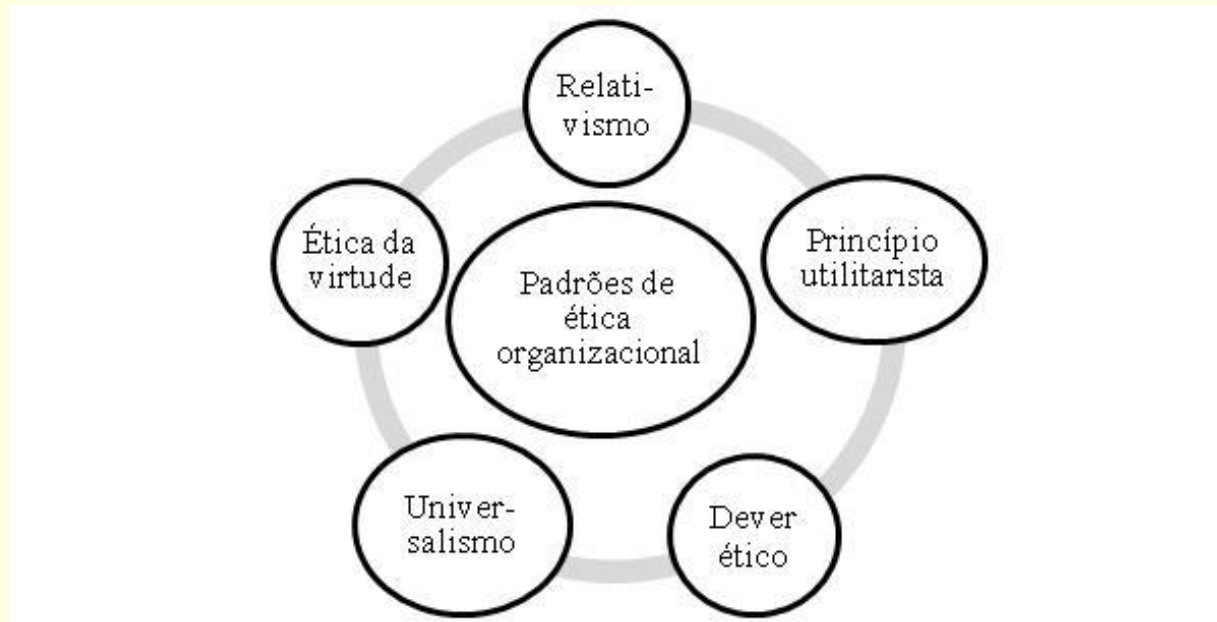 Relati-
vismo
Princípio
utilitarista
Dever
ético
Univer-
salismo
Ética da
virtude
Padrões de
ética
organizacional